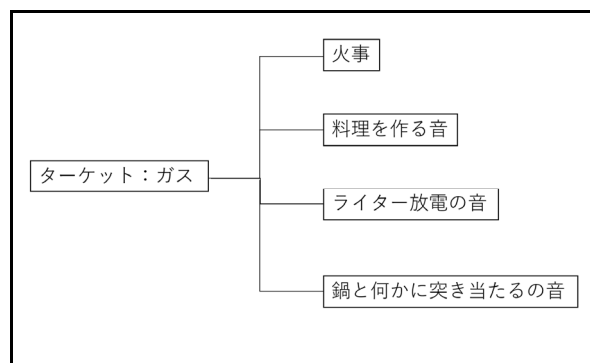 火事
料理を作る音
ターケット：ガス
ライター放電の音
鍋と何かに突き当たるの音